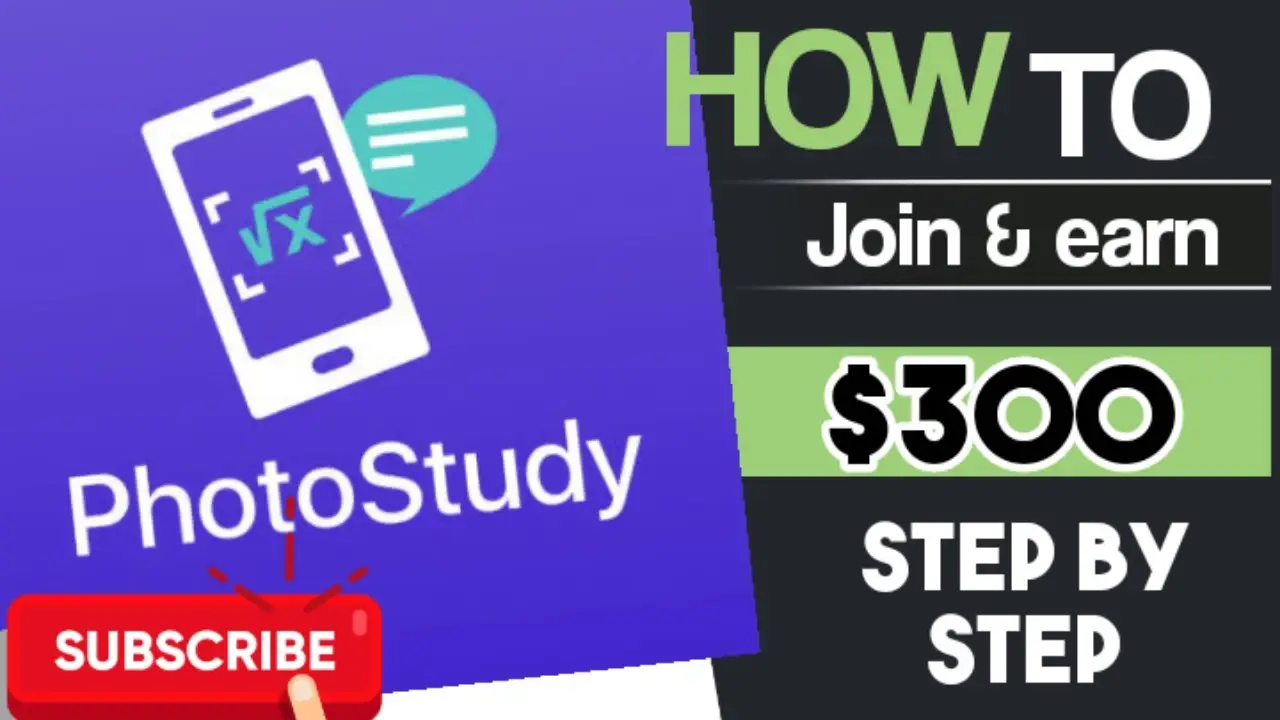 √x
PhotoStudy
SUBSCRIBE
HOW TO
Join & earn
$300
STEP BY
STEP